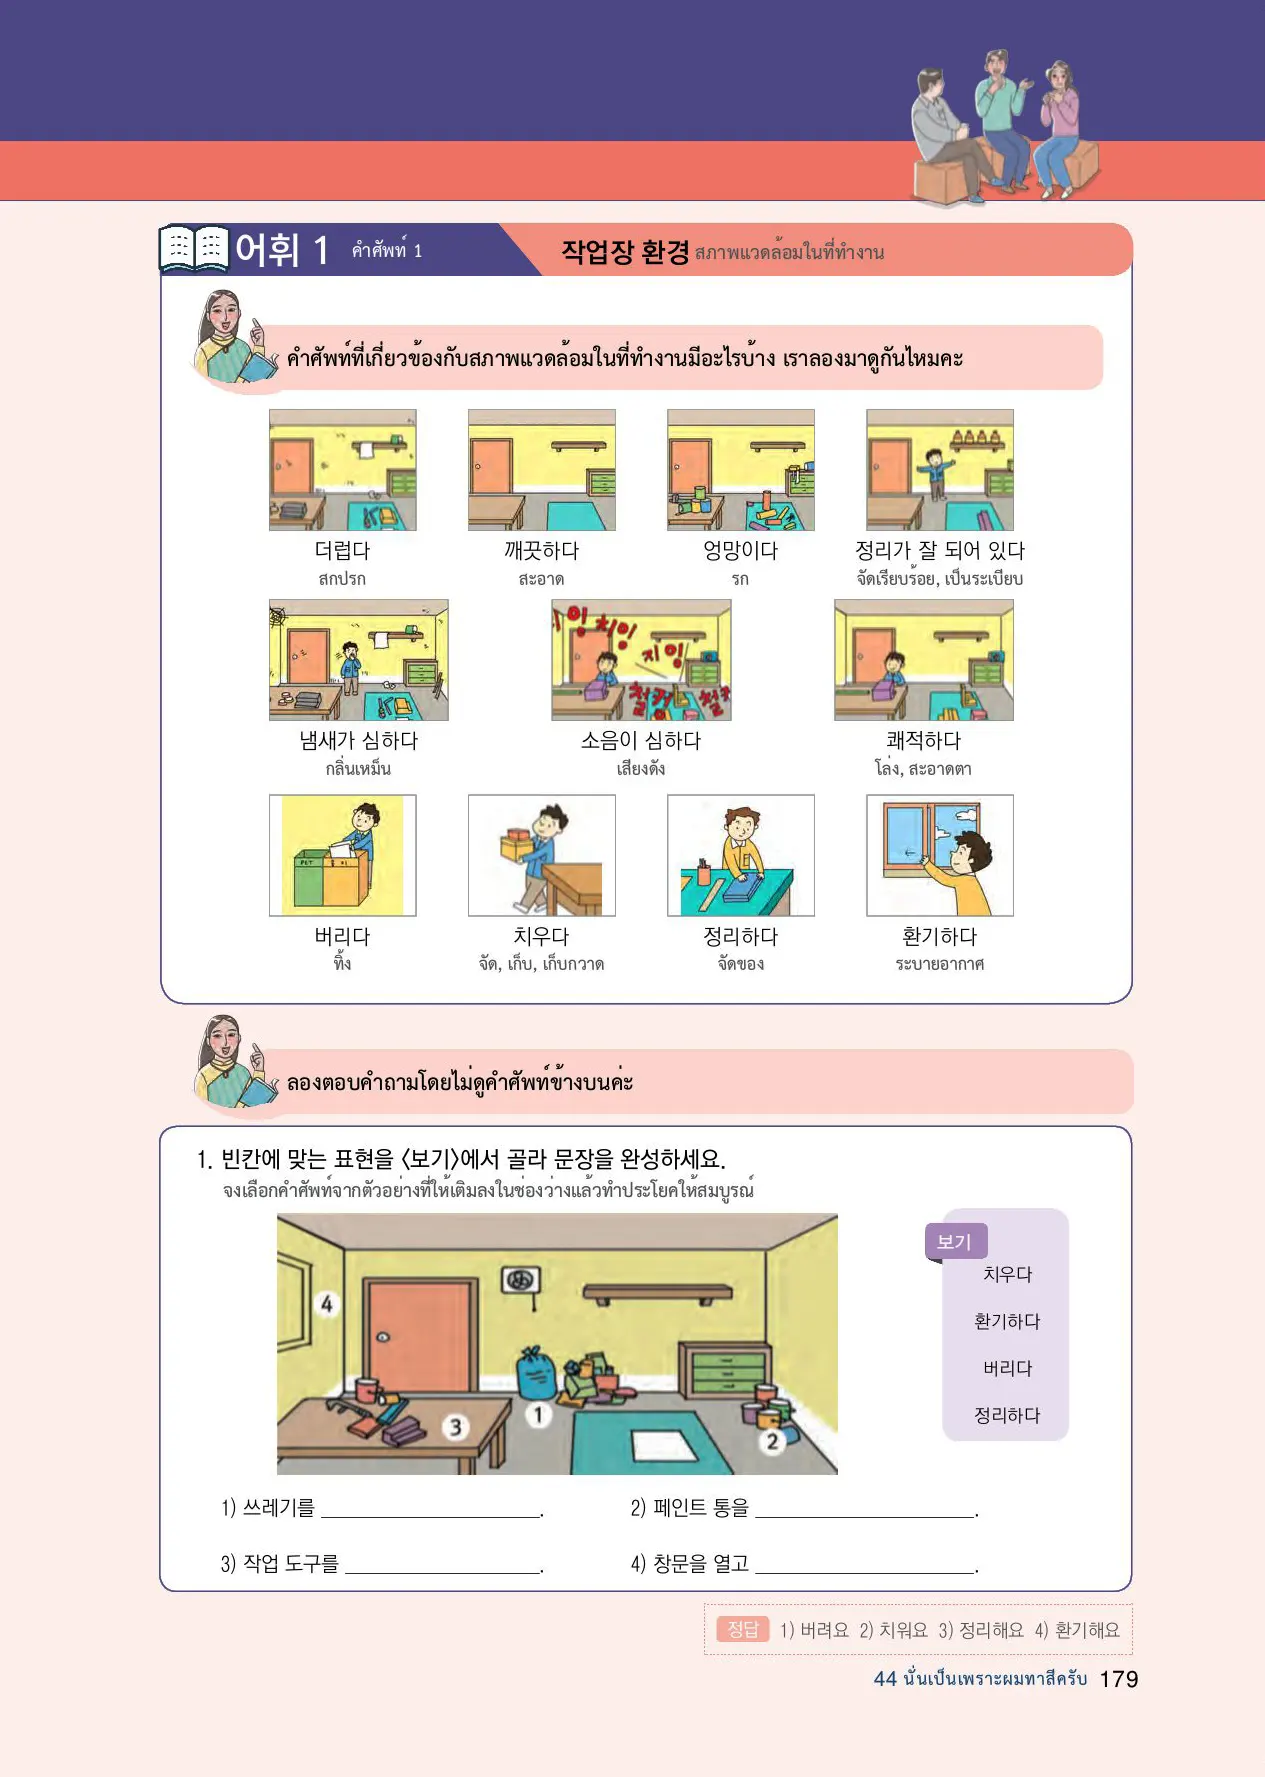 어휘 1 คำศัพท์ 1 작업장 환경 สภาพแวดล้อมในที่ทำงาน
คำศัพท์ที่เกี่ยวข้องกับสภาพแวดล้อมในที่ทำงานมีอะไรบ้าง เราลองมาดูกันไหมคะ
더럽다 깨끗하다 엉망이다 정리가 잘 되어 있다
สกปรก สะอาด รก จัดเรียบร้อย, เป็นระเบียบ
지잉 치잉 지잉
철컹 철커
냄새가 심하다 소음이 심하다 쾌적하다
กลิ่นเหม็น เสียงดัง โล่ง, สะอาดตา
PET 종이
버리다 치우다 정리하다 환기하다
ทิ้ง จัด, เก็บ, เก็บกวาด จัดของ ระบายอากาศ
ลองตอบคำถามโดยไม่ดูคำศัพท์ข้างบนค่ะ
1. 빈칸에 맞는 표현을 〈보기〉에서 골라 문장을 완성하세요.
จงเลือกคำศัพท์จากตัวอย่างที่ให้เติมลงในช่องว่างแล้วทำประโยคให้สมบูรณ์
보기
치우다
환기하다
버리다
정리하다
4
1
3
2
1) 쓰레기를 ____________________. 2) 페인트 통을 ____________________.
3) 작업 도구를 ____________________. 4) 창문을 열고 ____________________.
정답 1) 버려요 2) 치워요 3) 정리해요 4) 환기해요
44 นั่นเป็นเพราะผมทาสีครับ 179